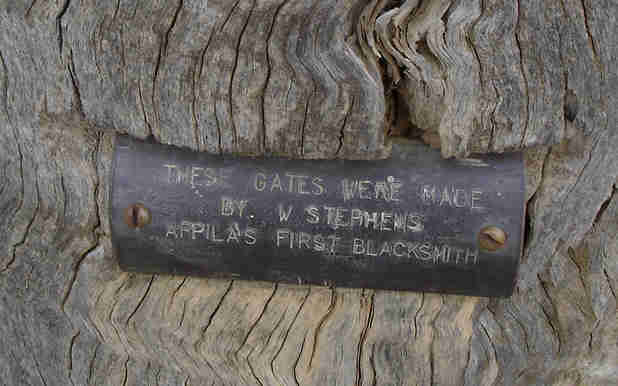 THESE GATES WERE MADE
BY. W STEPHENS
APPILAS FIRST BLACKSMITH